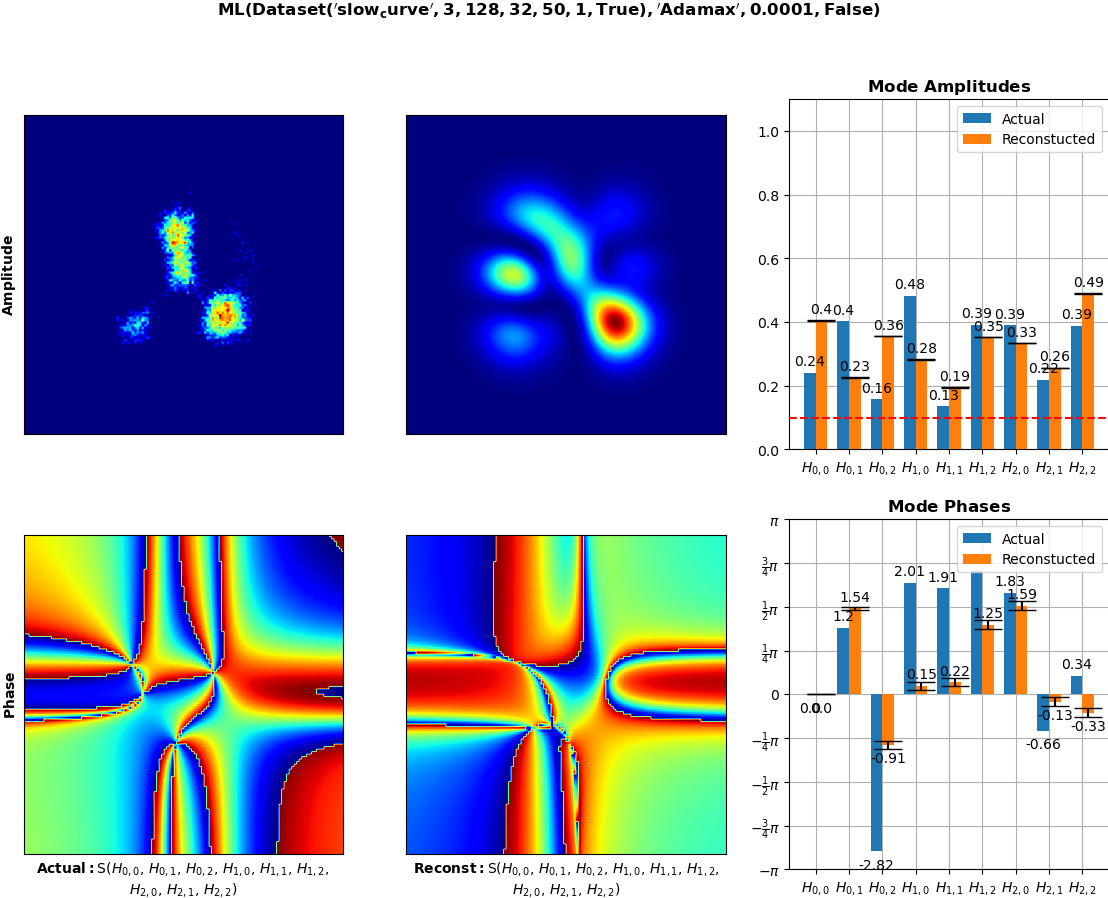 ML(Dataset('slow_curve', 3, 128, 32, 50, 1, True), 'Adamax', 0.0001, False)
Amplitude
Mode Amplitudes
Actual
Reconstucted
1.0
0.8
0.6
0.4
0.2
0.0
0.24
0.4
0.4
0.23
0.16
0.36
0.48
0.28
0.13
0.19
0.39
0.35
0.39
0.33
0.22
0.26
0.39
0.49
H0,0 H0,1 H0,2 H1,0 H1,1 H1,2 H2,0 H2,1 H2,2
Phase
Mode Phases
Actual
Reconstucted
π
3/4π
1/2π
1/4π
0
−1/4π
−1/2π
−3/4π
−π
0.0
0.0
1.2
1.54
-2.82
-0.91
2.01
0.15
1.91
0.22
1.25
1.83
1.59
-0.66
-0.13
0.34
-0.33
H0,0 H0,1 H0,2 H1,0 H1,1 H1,2 H2,0 H2,1 H2,2
Actual: S(H0,0, H0,1, H0,2, H1,0, H1,1, H1,2,
H2,0, H2,1, H2,2)
Reconst: S(H0,0, H0,1, H0,2, H1,0, H1,1, H1,2,
H2,0, H2,1, H2,2)